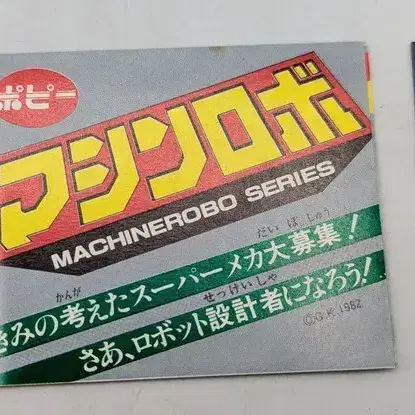 ポピー
マシンロボ
MACHINEROBO SERIES
だいぼしゅう
かんが
きみの考えたスーパーメカ大募集!
せっけいしゃ
さあ、ロボット設計者になろう!
©G.K 1982